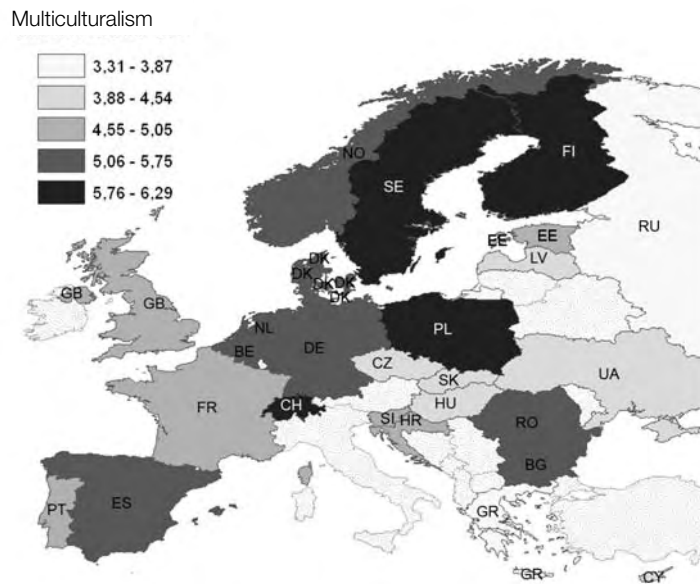 Multiculturalism
3,31 - 3,87
3,88 - 4,54
4,55 - 5,05
5,06 - 5,75
5,76 - 6,29
NO
SE
FI
RU
EE
EE
LV
DK
DK
DK
DK
DK
GB
GB
NL
BE
DE
PL
CZ
SK
UA
FR
CH
HU
SI
HR
RO
BG
PT
ES
GR
GR
CY